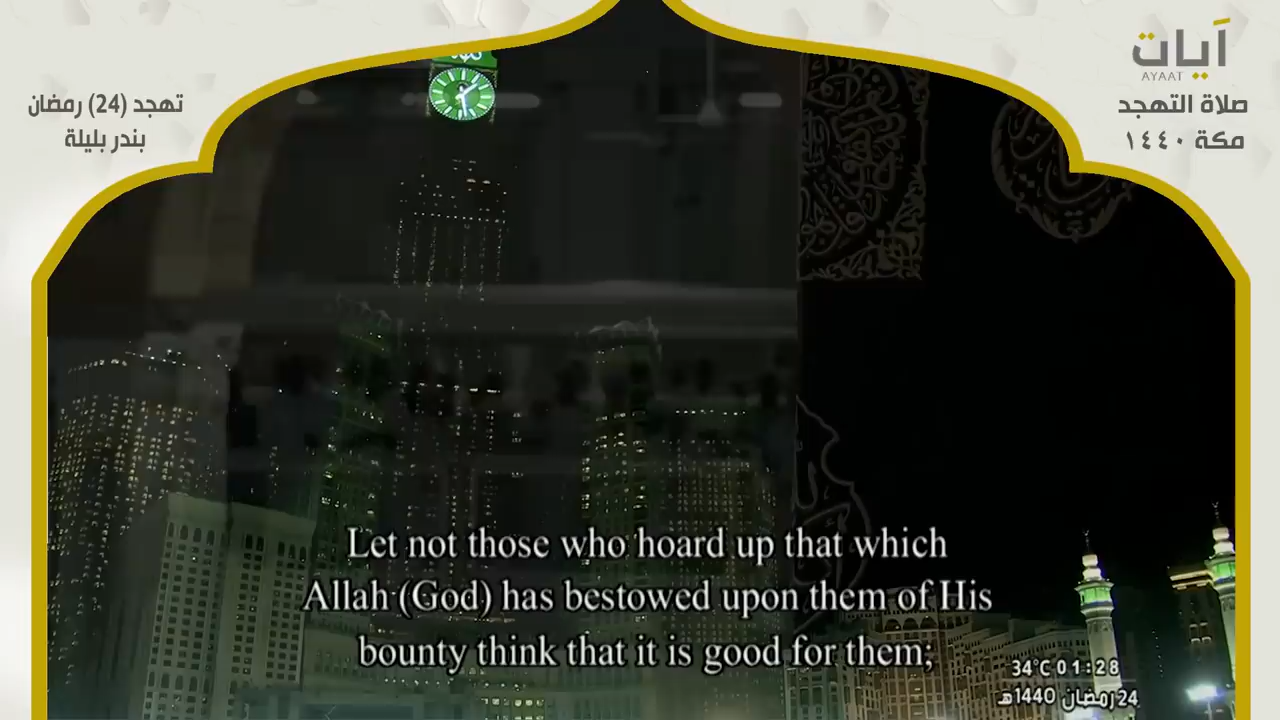 آيات
AYAAT
صلاة التهجد
مكة ١٤٤٠
تهجد (24) رمضان
بندر بليلة
Let not those who hoard up that which
Allah (God) has bestowed upon them of His
bounty think that it is good for them;
34°C 01:28
24 رمضان 1440هـ